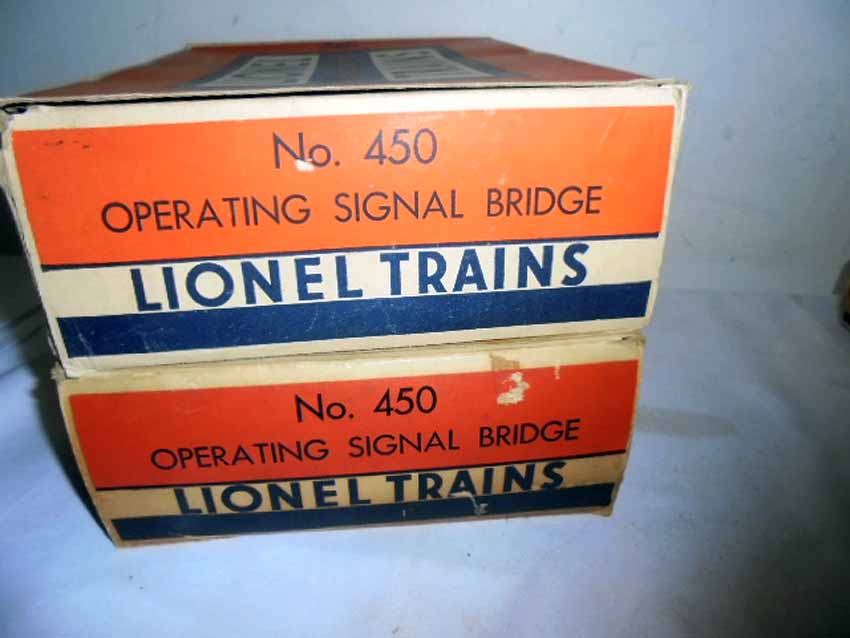 No. 450
OPERATING SIGNAL BRIDGE
LIONEL TRAINS
No. 450
OPERATING SIGNAL BRIDGE
LIONEL TRAINS